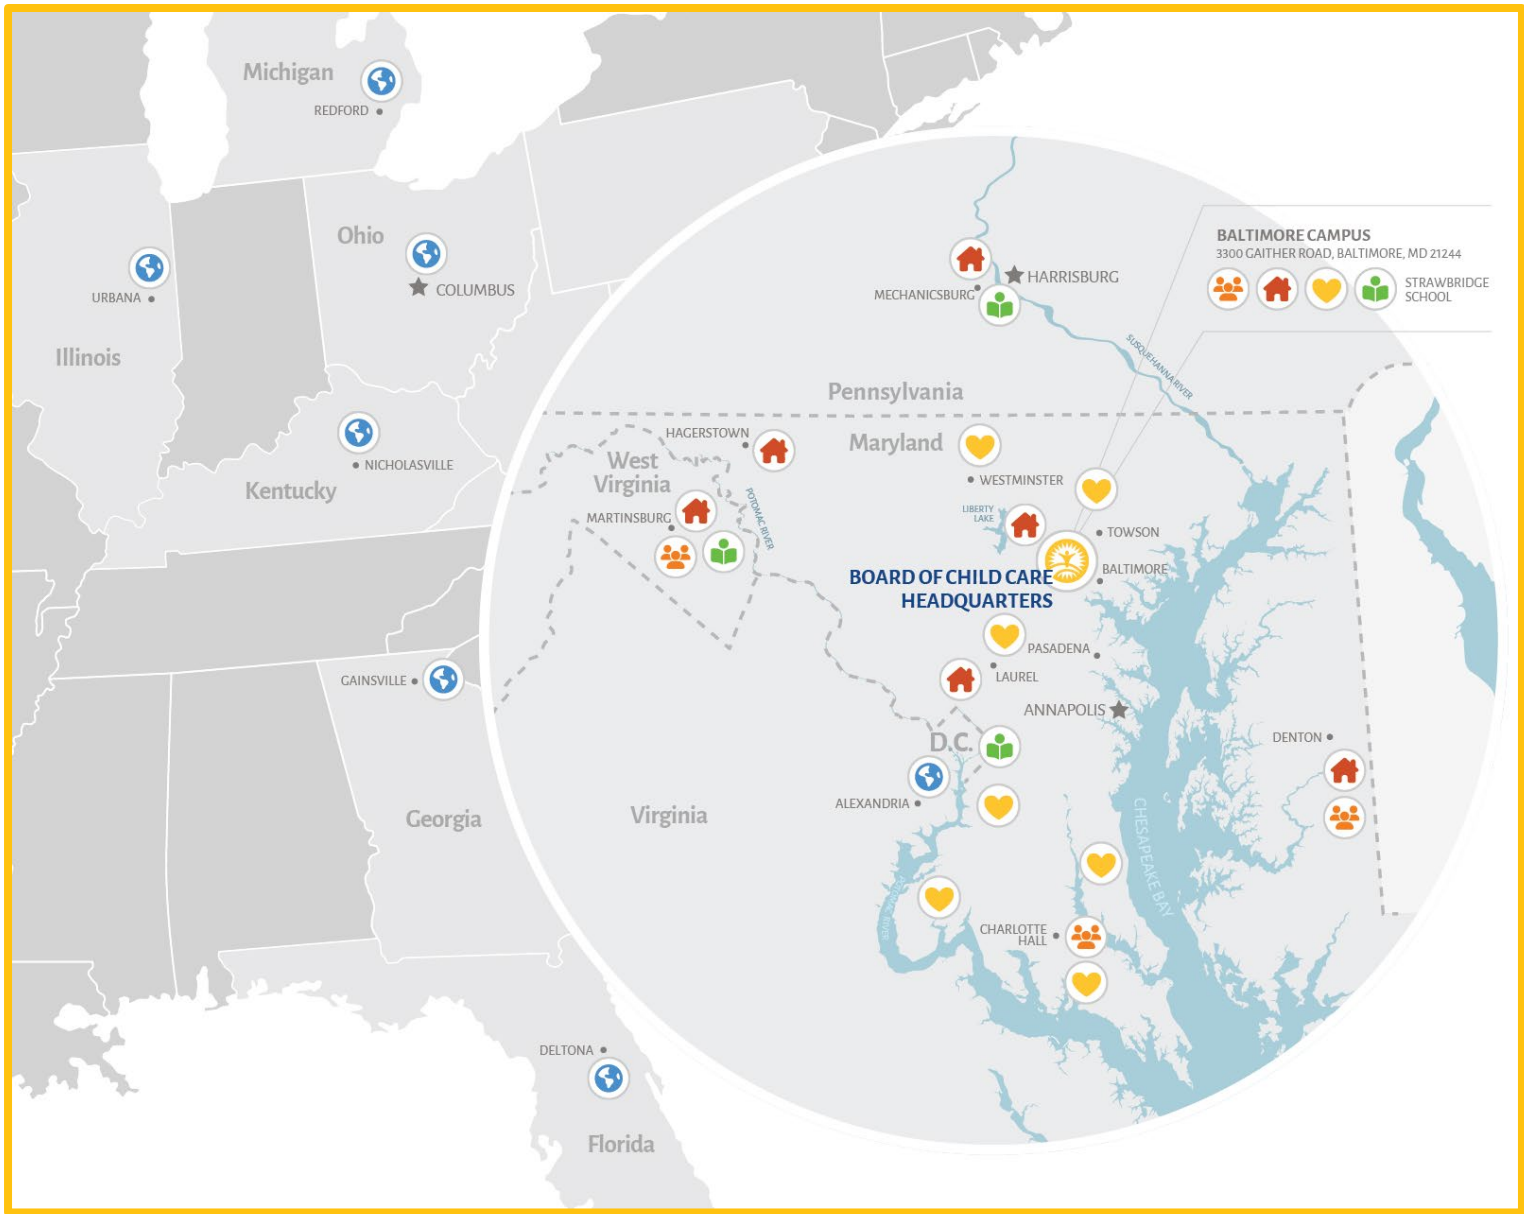 Michigan
REDFORD
Ohio
COLUMBUS
URBANA
Illinois
NICHOLASVILLE
Kentucky
GAINSVILLE
Georgia
DELTONA
Florida
BALTIMORE CAMPUS
3300 GAITHER ROAD, BALTIMORE, MD 21244
STRAWBRIDGE
SCHOOL
HARRISBURG
MECHANICSBURG
SUSQUEHANNA RIVER
Pennsylvania
HAGERSTOWN
Maryland
West
Virginia
WESTMINSTER
MARTINSBURG
POTOMAC RIVER
LIBERTY
LAKE
TOWSON
BALTIMORE
BOARD OF CHILD CARE
HEADQUARTERS
PASADENA
LAUREL
ANNAPOLIS
D.C.
DENTON
ALEXANDRIA
Virginia
CHESAPEAKE BAY
POTOMAC RIVER
CHARLOTTE
HALL